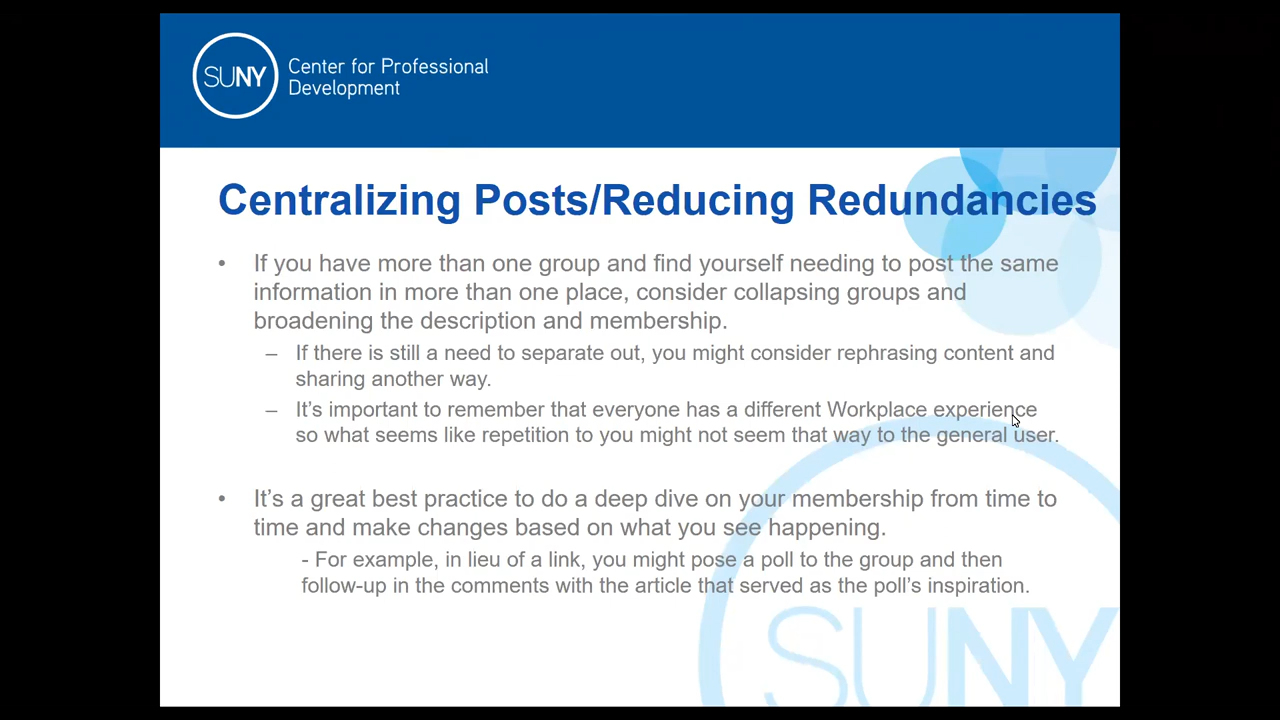 SUNY
Center for Professional
Development
Centralizing Posts/Reducing Redundancies
• If you have more than one group and find yourself needing to post the same
information in more than one place, consider collapsing groups and
broadening the description and membership.
– If there is still a need to separate out, you might consider rephrasing content and
sharing another way.
– It’s important to remember that everyone has a different Workplace experience
so what seems like repetition to you might not seem that way to the general user.
• It’s a great best practice to do a deep dive on your membership from time to
time and make changes based on what you see happening.
- For example, in lieu of a link, you might pose a poll to the group and then
follow-up in the comments with the article that served as the poll’s inspiration.
SUNY